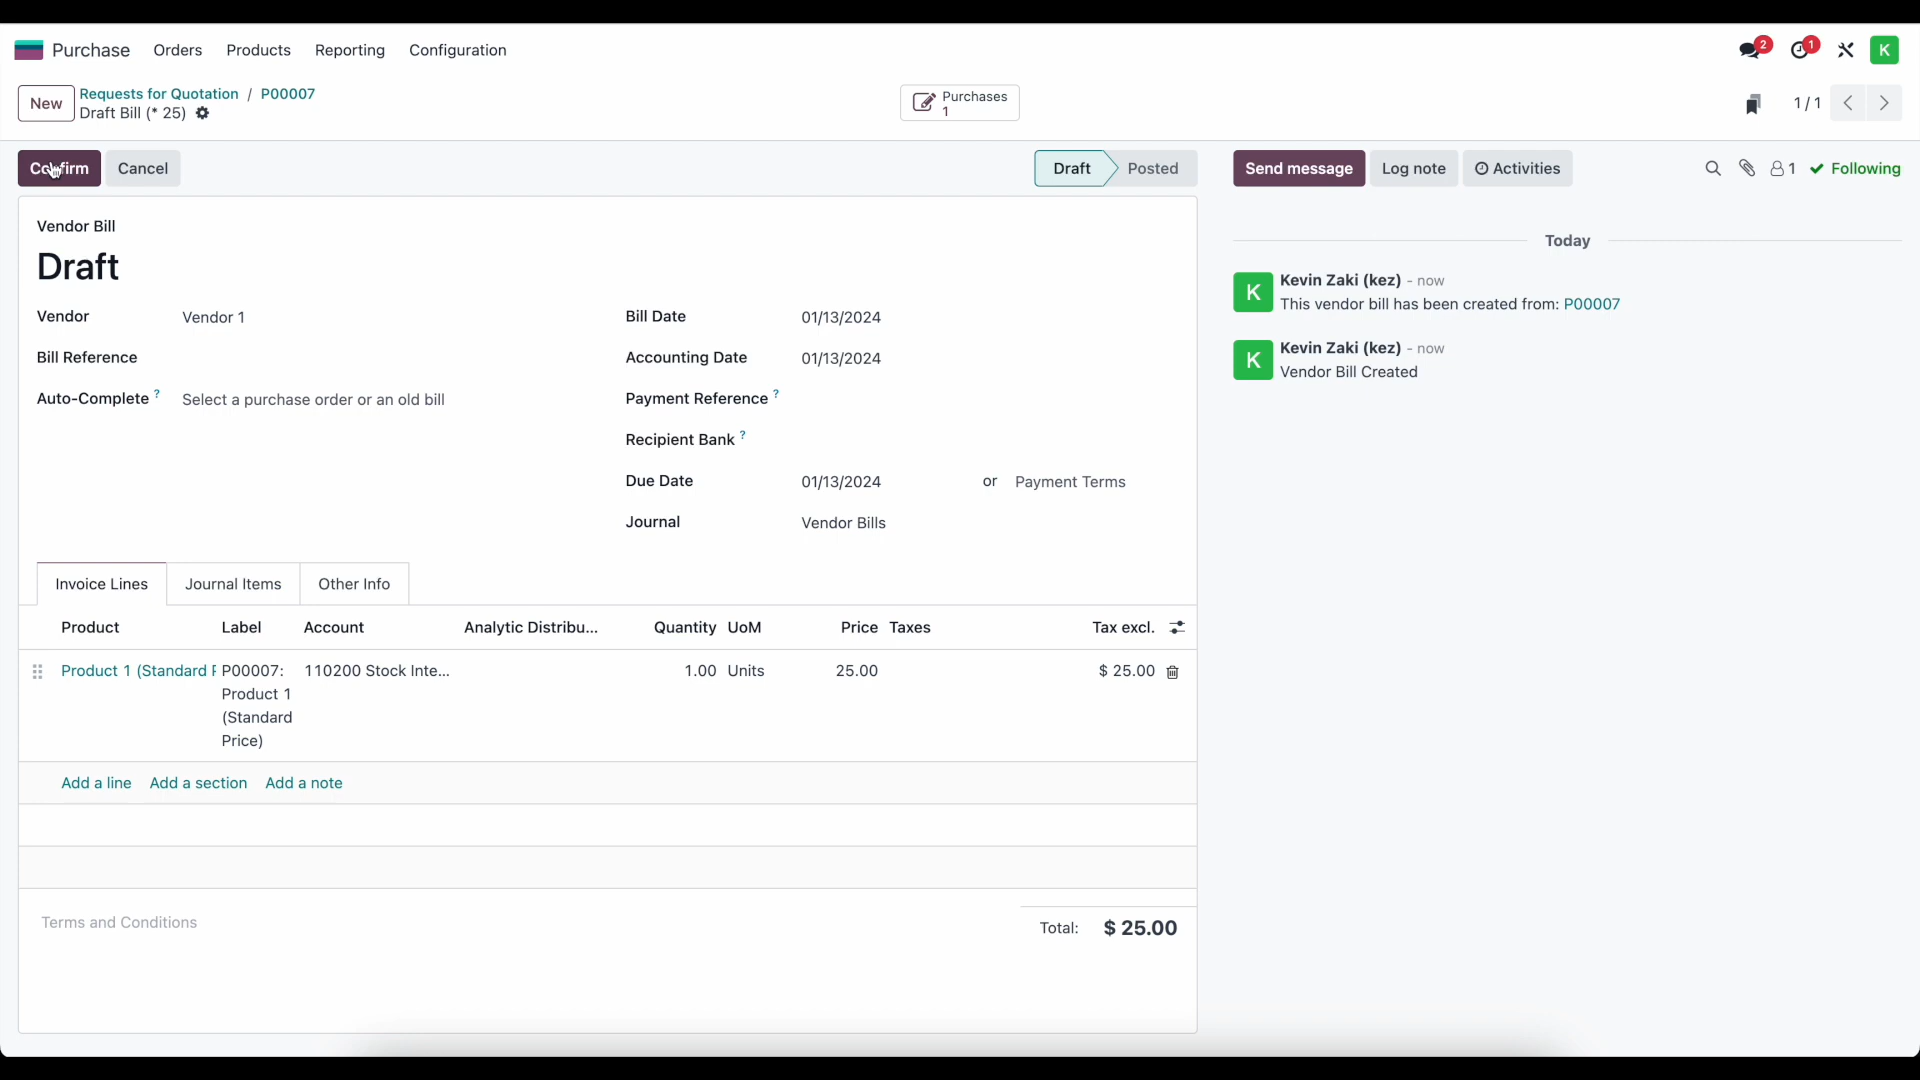 Purchase Orders Products Reporting Configuration 2 1 K
New Requests for Quotation / P00007
Draft Bill (* 25)
Purchases
1
1 / 1
Confirm Cancel Draft Posted Send message Log note Activities 1 Following
Vendor Bill
Draft
Vendor Vendor 1
Bill Reference
Auto-Complete ? Select a purchase order or an old bill
Bill Date 01/13/2024
Accounting Date 01/13/2024
Payment Reference ?
Recipient Bank ?
Due Date 01/13/2024 or Payment Terms
Journal Vendor Bills
Invoice Lines Journal Items Other Info
Product Label Account Analytic Distribu... Quantity UoM Price Taxes Tax excl.
Product 1 (Standard P00007: 110200 Stock Inte... 1.00 Units 25.00 $ 25.00
Product 1
(Standard
Price)
Add a line Add a section Add a note
Terms and Conditions
Total: $ 25.00
Today
K Kevin Zaki (kez) - now
This vendor bill has been created from: P00007
K Kevin Zaki (kez) - now
Vendor Bill Created